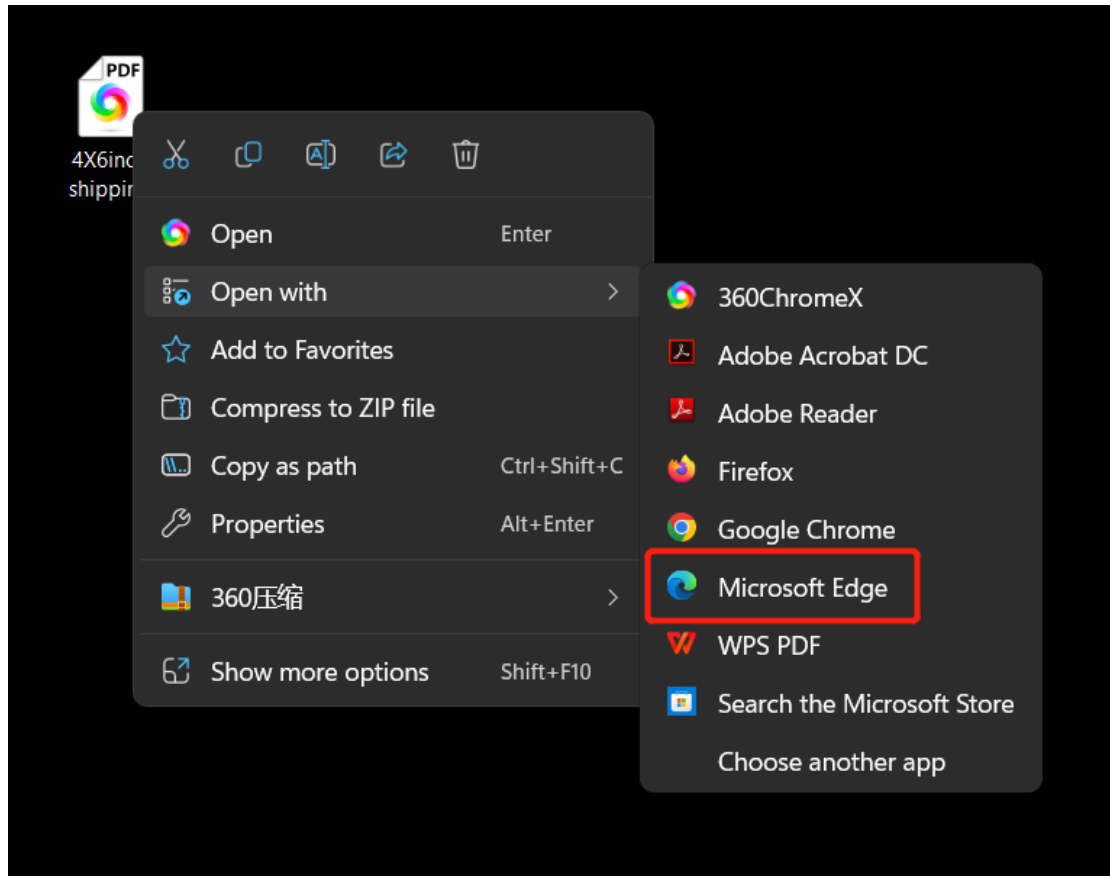 PDF
4X6inc
shippin
Open Enter
Open with
Add to Favorites
Compress to ZIP file
Copy as path Ctrl+Shift+C
Properties Alt+Enter
360压缩
Show more options Shift+F10
360ChromeX
Adobe Acrobat DC
Adobe Reader
Firefox
Google Chrome
Microsoft Edge
WPS PDF
Search the Microsoft Store
Choose another app